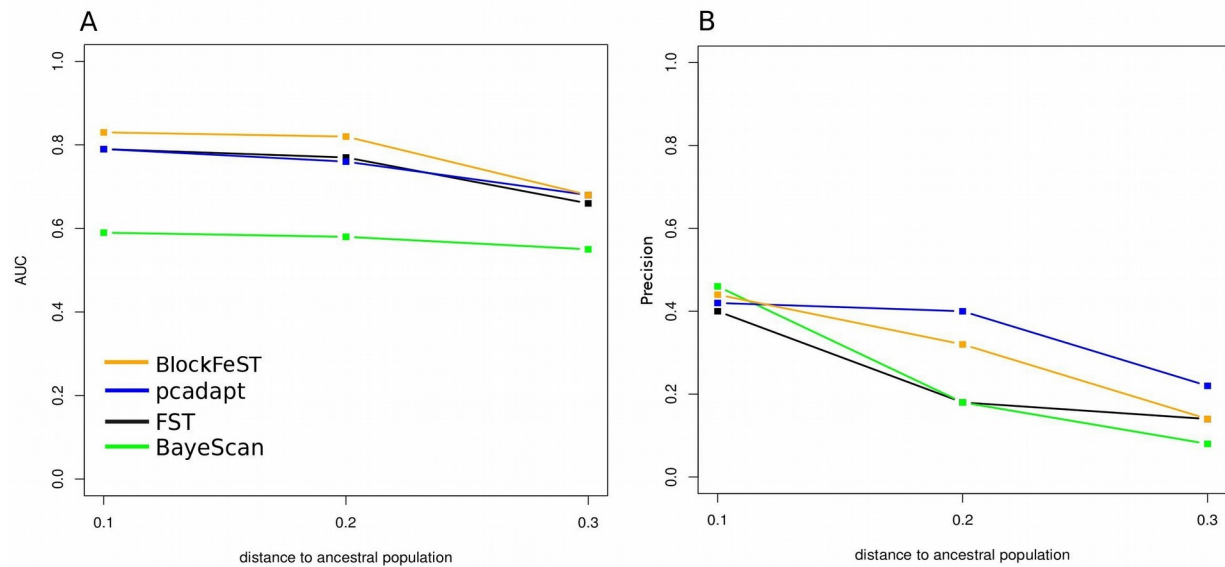 A
1.0
0.8
0.6
0.4
0.2
0.0
AUC
BlockFeST
pcadapt
FST
BayeScan
0.1 0.2 0.3
distance to ancestral population
B
1.0
0.8
0.6
0.4
0.2
0.0
Precision
0.1 0.2 0.3
distance to ancestral population